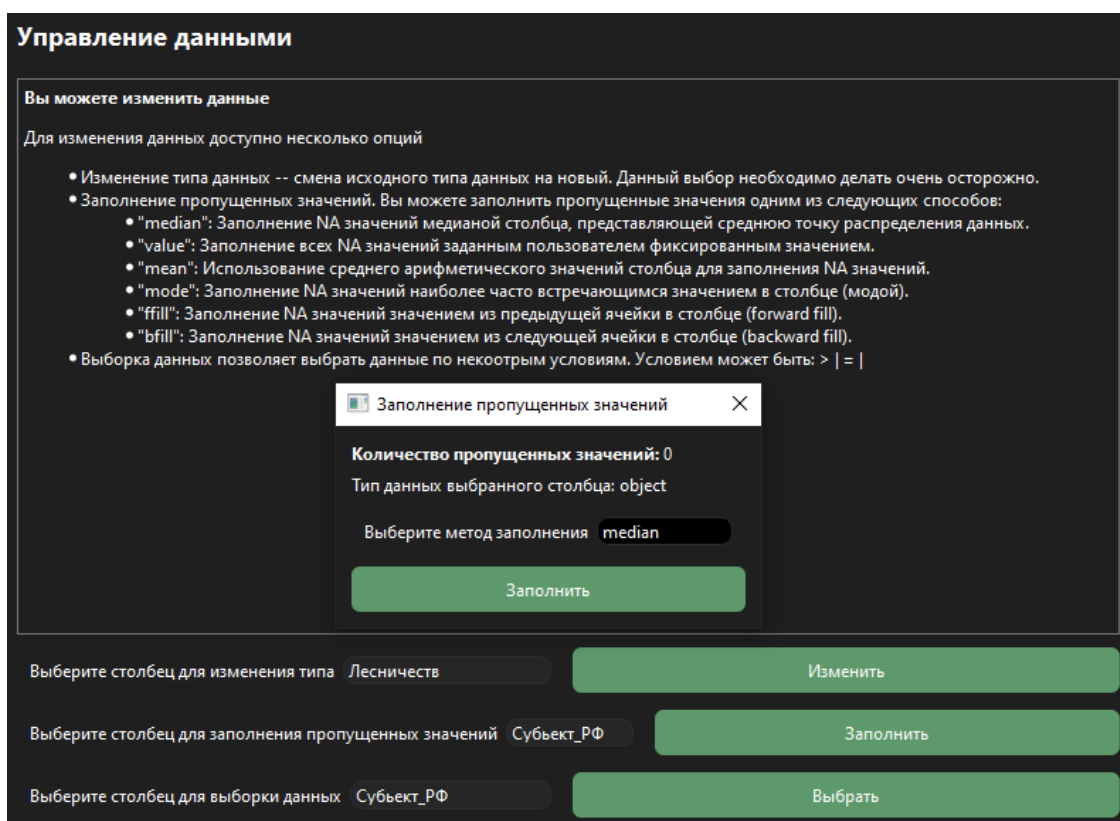 Управление данными
Вы можете изменить данные
Для изменения данных доступно несколько опций
• Изменение типа данных -- смена исходного типа данных на новый. Данный выбор необходимо делать очень осторожно.
• Заполнение пропущенных значений. Вы можете заполнить пропущенные значения одним из следующих способов:
• "median": Заполнение NA значений медианой столбца, представляющей среднюю точку распределения данных.
• "value": Заполнение всех NA значений заданным пользователем фиксированным значением.
• "mean": Использование среднего арифметического значений столбца для заполнения NA значений.
• "mode": Заполнение NA значений наиболее часто встречающимся значением в столбце (модой).
• "ffill": Заполнение NA значений значением из предыдущей ячейки в столбце (forward fill).
• "bfill": Заполнение NA значений значением из следующей ячейки в столбце (backward fill).
• Выборка данных позволяет выбрать данные по некоотрым условиям. Условием может быть: > | = |
Заполнение пропущенных значений
Количество пропущенных значений: 0
Тип данных выбранного столбца: object
Выберите метод заполнения median
Заполнить
Выберите столбец для изменения типа Лесничеств Изменить
Выберите столбец для заполнения пропущенных значений Субъект_РФ Заполнить
Выберите столбец для выборки данных Субъект_РФ Выбрать